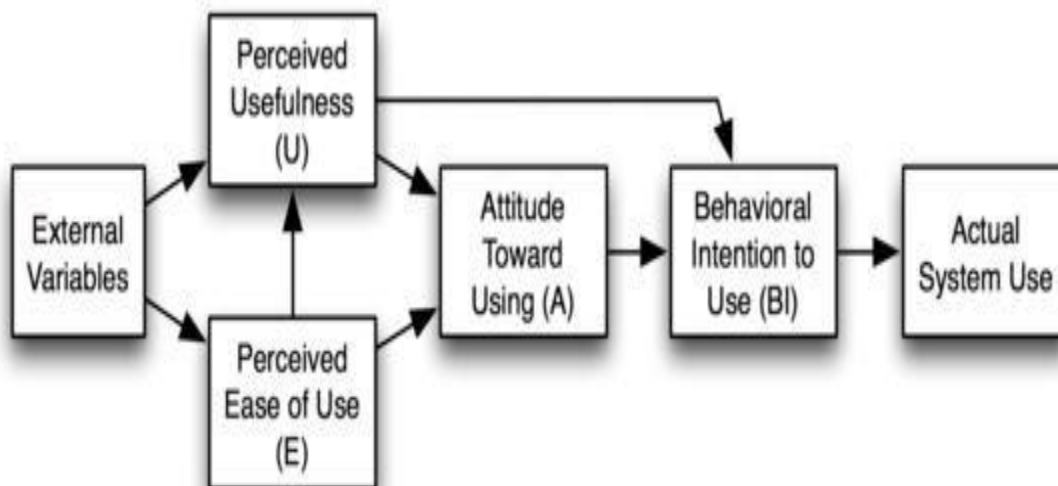 Perceived
Usefulness
(U)
External
Variables
Perceived
Ease of Use
(E)
Attitude
Toward
Using (A)
Behavioral
Intention to
Use (BI)
Actual
System Use